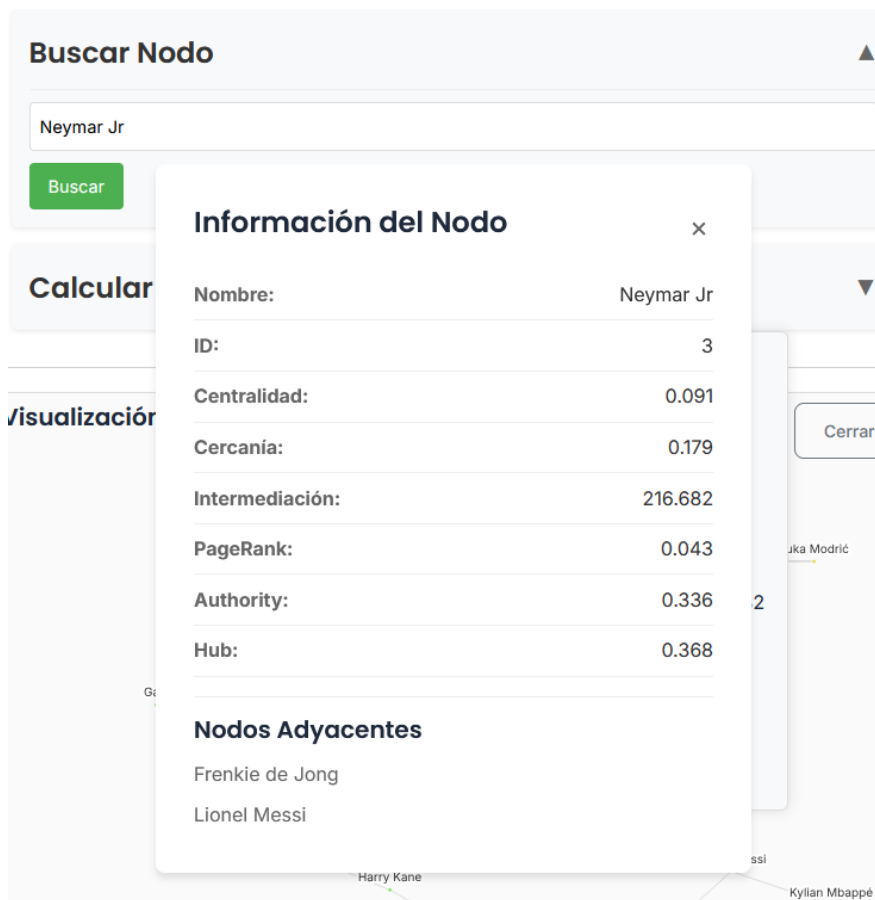 Buscar Nodo
▲
Neymar Jr
Buscar
Información del Nodo
×
Calcular
▼
Nombre: Neymar Jr
ID: 3
Centralidad: 0.091
Visualización
Cerrar
Cercanía: 0.179
Intermediación: 216.682
PageRank: 0.043
Modrić
Authority: 0.336
2
Hub: 0.368
Nodos Adyacentes
Frenkie de Jong
Lionel Messi
Harry Kane
Kylian Mbappé